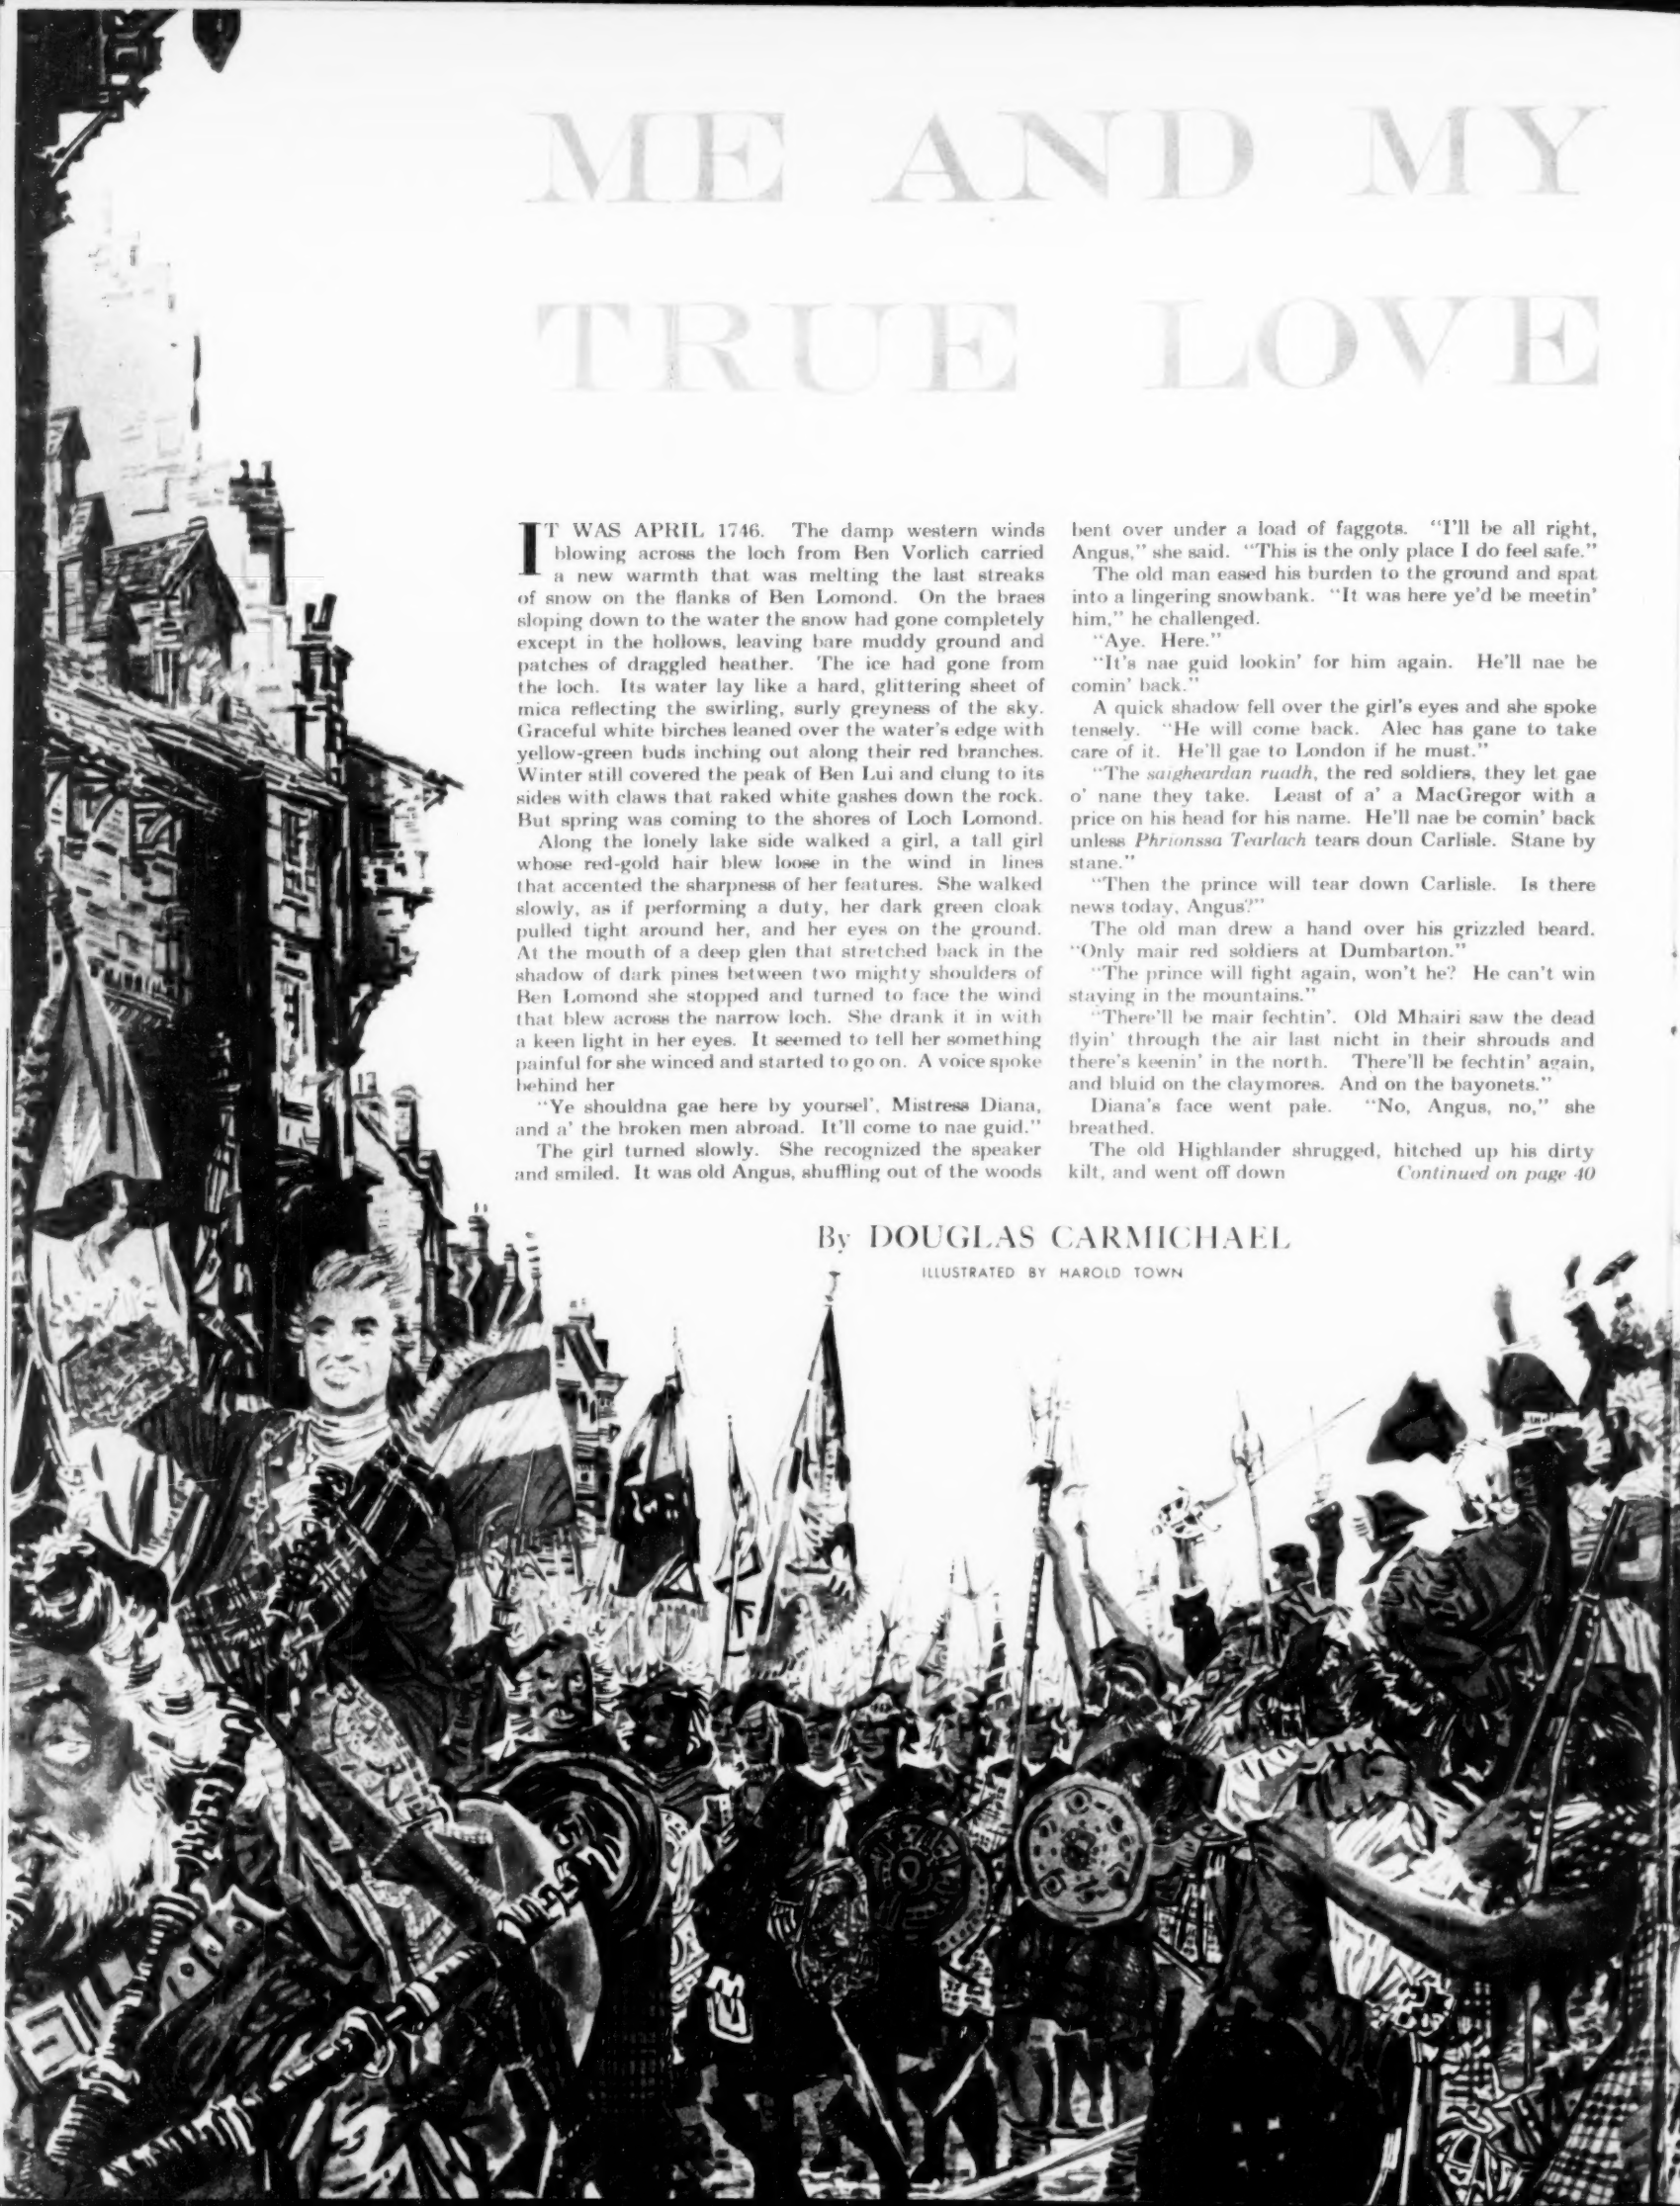 ME AND MY
TRUE LOVE
IT WAS APRIL 1746. The damp western winds
blowing across the loch from Ben Vorlich carried
a new warmth that was melting the last streaks
of snow on the flanks of Ben Lomond. On the braes
sloping down to the water the snow had gone completely
except in the hollows, leaving bare muddy ground and
patches of draggled heather. The ice had gone from
the loch. Its water lay like a hard, glittering sheet of
mica reflecting the swirling, surly greyness of the sky.
Graceful white birches leaned over the water's edge with
yellow-green buds inching out along their red branches.
Winter still covered the peak of Ben Lui and clung to its
sides with claws that raked white gashes down the rock.
But spring was coming to the shores of Loch Lomond.
Along the lonely lake side walked a girl, a tall girl
whose red-gold hair blew loose in the wind in lines
that accented the sharpness of her features. She walked
slowly, as if performing a duty, her dark green cloak
pulled tight around her, and her eyes on the ground.
At the mouth of a deep glen that stretched back in the
shadow of dark pines between two mighty shoulders of
Ben Lomond she stopped and turned to face the wind
that blew across the narrow loch. She drank it in with
a keen light in her eyes. It seemed to tell her something
painful for she winced and started to go on. A voice spoke
behind her
"Ye shouldna gae here by yoursel', Mistress Diana,
and a' the broken men abroad. It'll come to nae guid."
The girl turned slowly. She recognized the speaker
and smiled. It was old Angus, shuffling out of the woods
bent over under a load of faggots. "I'll be all right,
Angus," she said. "This is the only place I do feel safe."
The old man eased his burden to the ground and spat
into a lingering snowbank. "It was here ye'd be meetin'
him," he challenged.
"Aye. Here."
"It's nae guid lookin' for him again. He'll nae be
comin' back."
A quick shadow fell over the girl's eyes and she spoke
tensely. "He will come back. Alec has gane to take
care of it. He'll gae to London if he must."
"The saigheardan ruadh, the red soldiers, they let gae
o' nane they take. Least of a' a MacGregor with a
price on his head for his name. He'll nae be comin' back
unless Phrionssa Tearlach tears doun Carlisle. Stane by
stane."
"Then the prince will tear down Carlisle. Is there
news today, Angus?"
The old man drew a hand over his grizzled beard.
"Only mair red soldiers at Dumbarton."
"The prince will fight again, won't he? He can't win
staying in the mountains."
"There'll be mair fechtin'. Old Mhairi saw the dead
flyin' through the air last nicht in their shrouds and
there's keenin' in the north. There'll be fechtin' again,
and bluid on the claymores. And on the bayonets."
Diana's face went pale. "No, Angus, no," she
breathed.
The old Highlander shrugged, hitched up his dirty
kilt, and went off down Continued on page 40
By DOUGLAS CARMICHAEL
ILLUSTRATED BY HAROLD TOWN